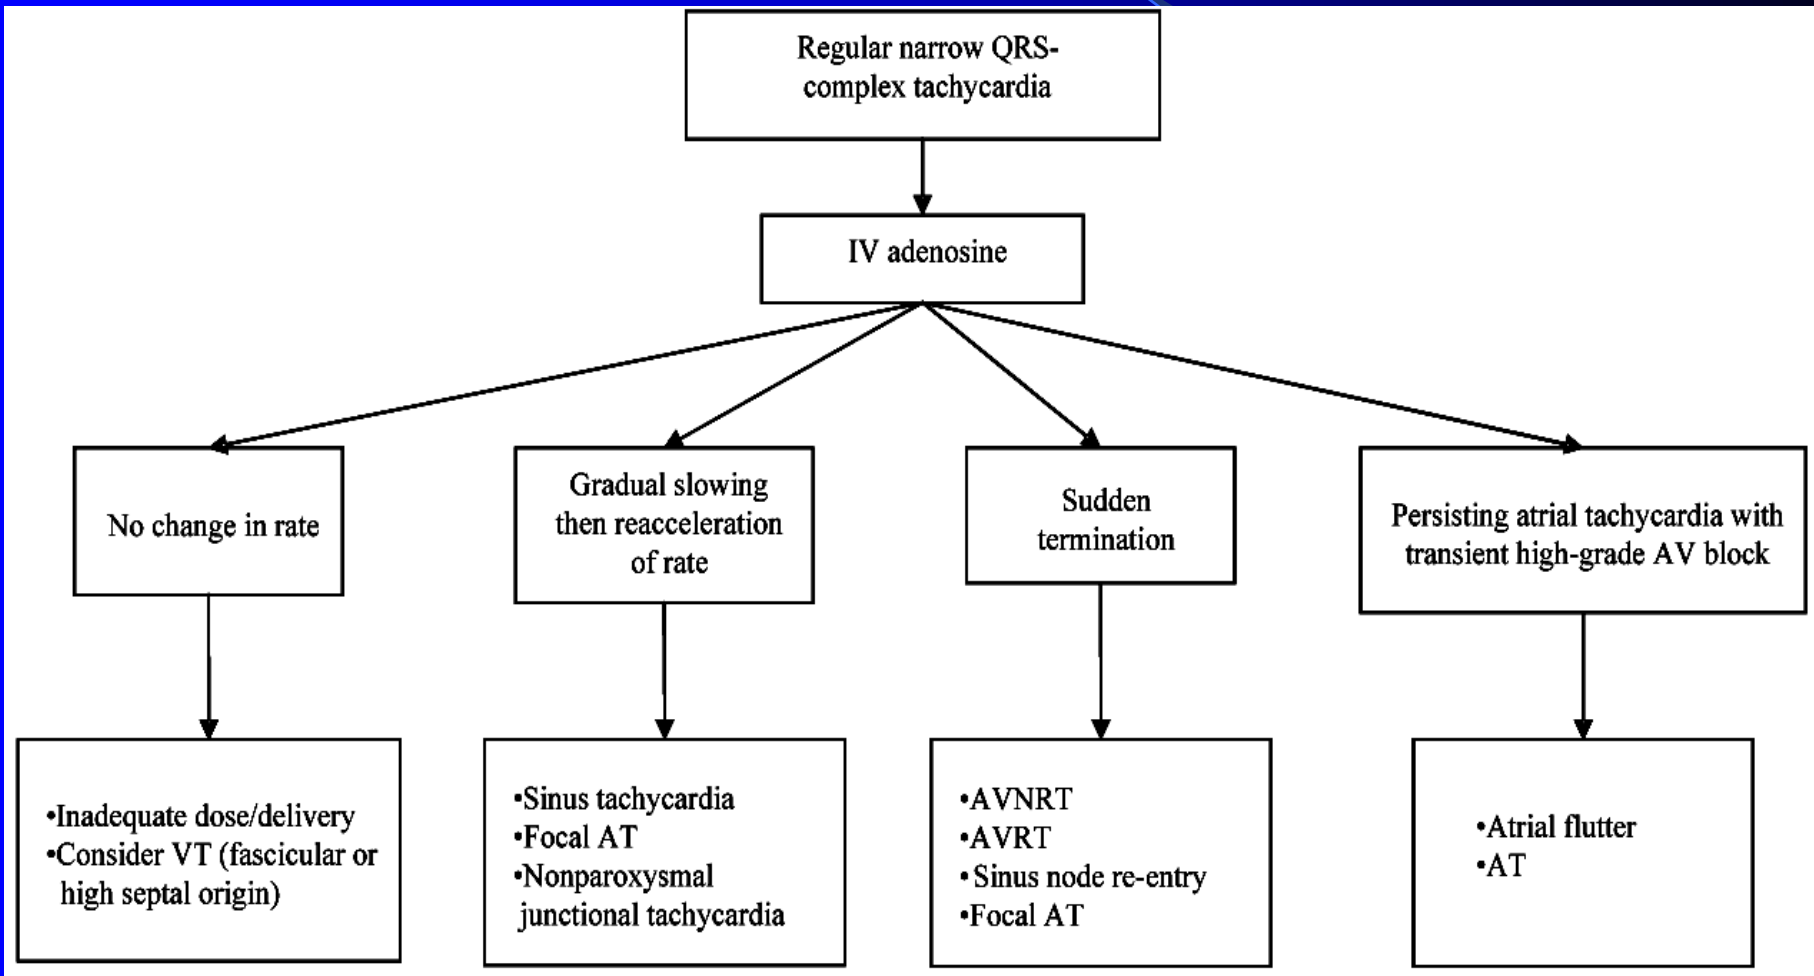 Regular narrow QRS-
complex tachycardia
IV adenosine
No change in rate
Gradual slowing
then reacceleration
of rate
Sudden
termination
Persisting atrial tachycardia with
transient high-grade AV block
•Inadequate dose/delivery
•Consider VT (fascicular or
high septal origin)
•Sinus tachycardia
•Focal AT
•Nonparoxysmal
junctional tachycardia
•AVNRT
•AVRT
•Sinus node re-entry
•Focal AT
•Atrial flutter
•AT